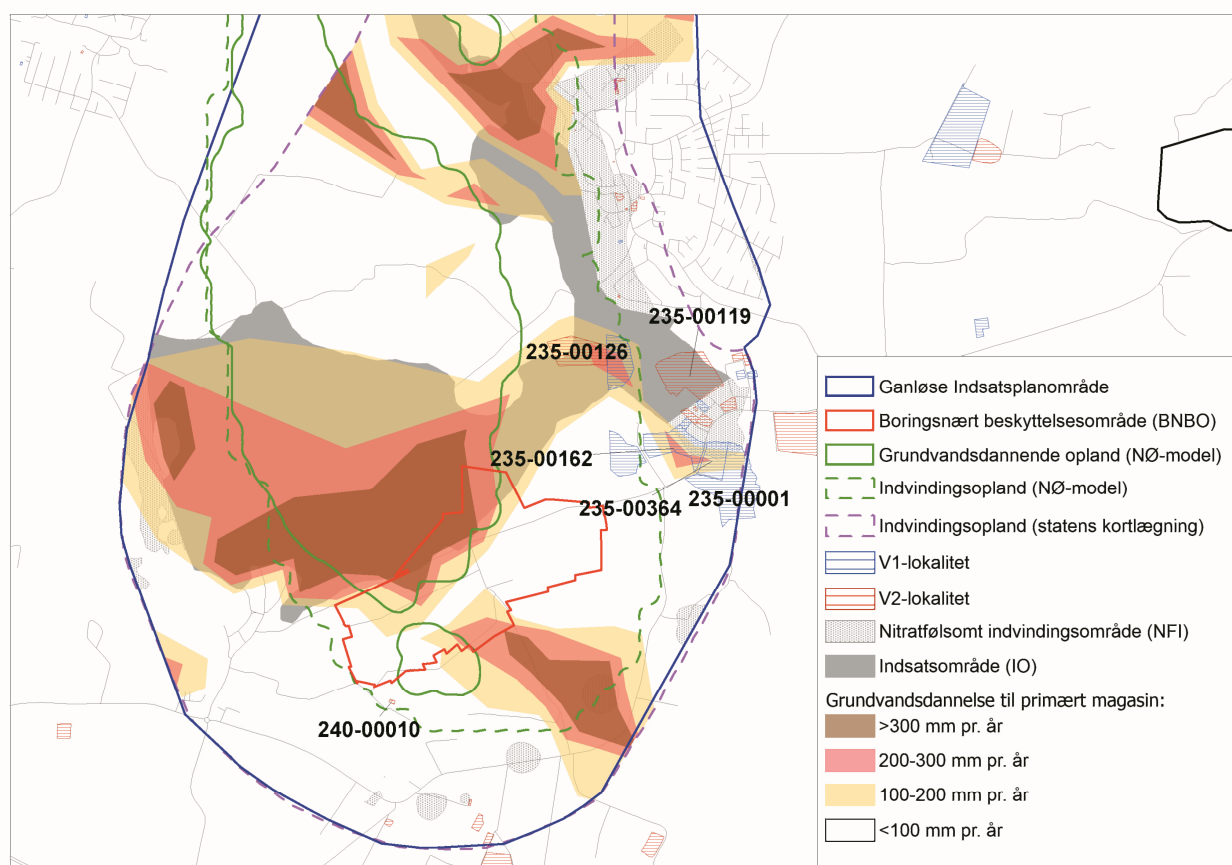 235-00119
235-00126
235-00162
235-00364
235-00001
240-00010
Ganløse Indsatsplanområde
Boringsnært beskyttelsesområde (BNBO)
Grundvandsdannende opland (NØ-model)
Indvindingsopland (NØ-model)
Indvindingsopland (statens kortlægning)
V1-lokalitet
V2-lokalitet
Nitratfølsomt indvindingsområde (NFI)
Indsatsområde (IO)
Grundvandsdannelse til primært magasin:
>300 mm pr. år
200-300 mm pr. år
100-200 mm pr. år
<100 mm pr. år